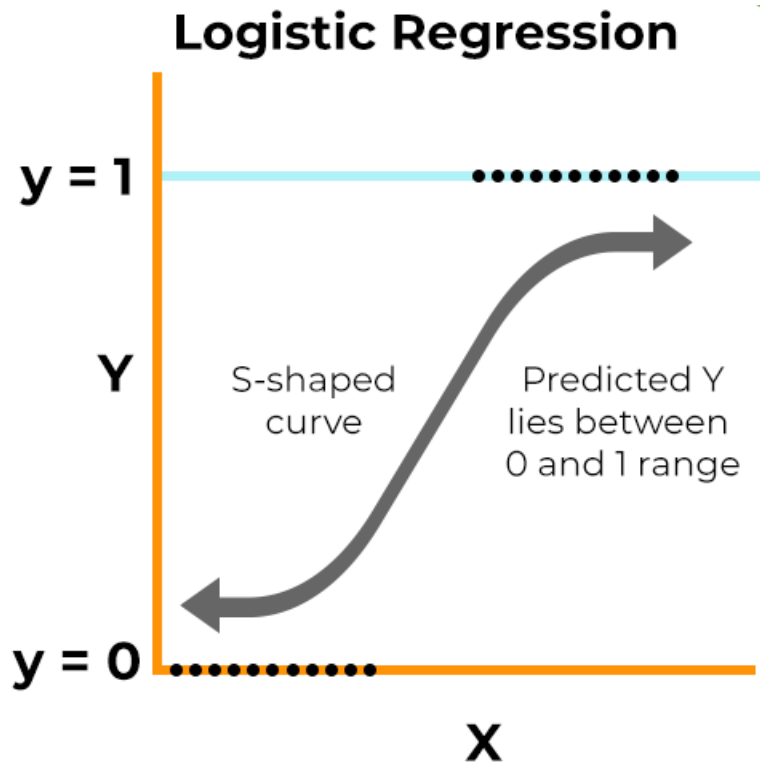 Logistic Regression
y = 1
Y
S-shaped
curve
Predicted Y
lies between
0 and 1 range
y = 0
X